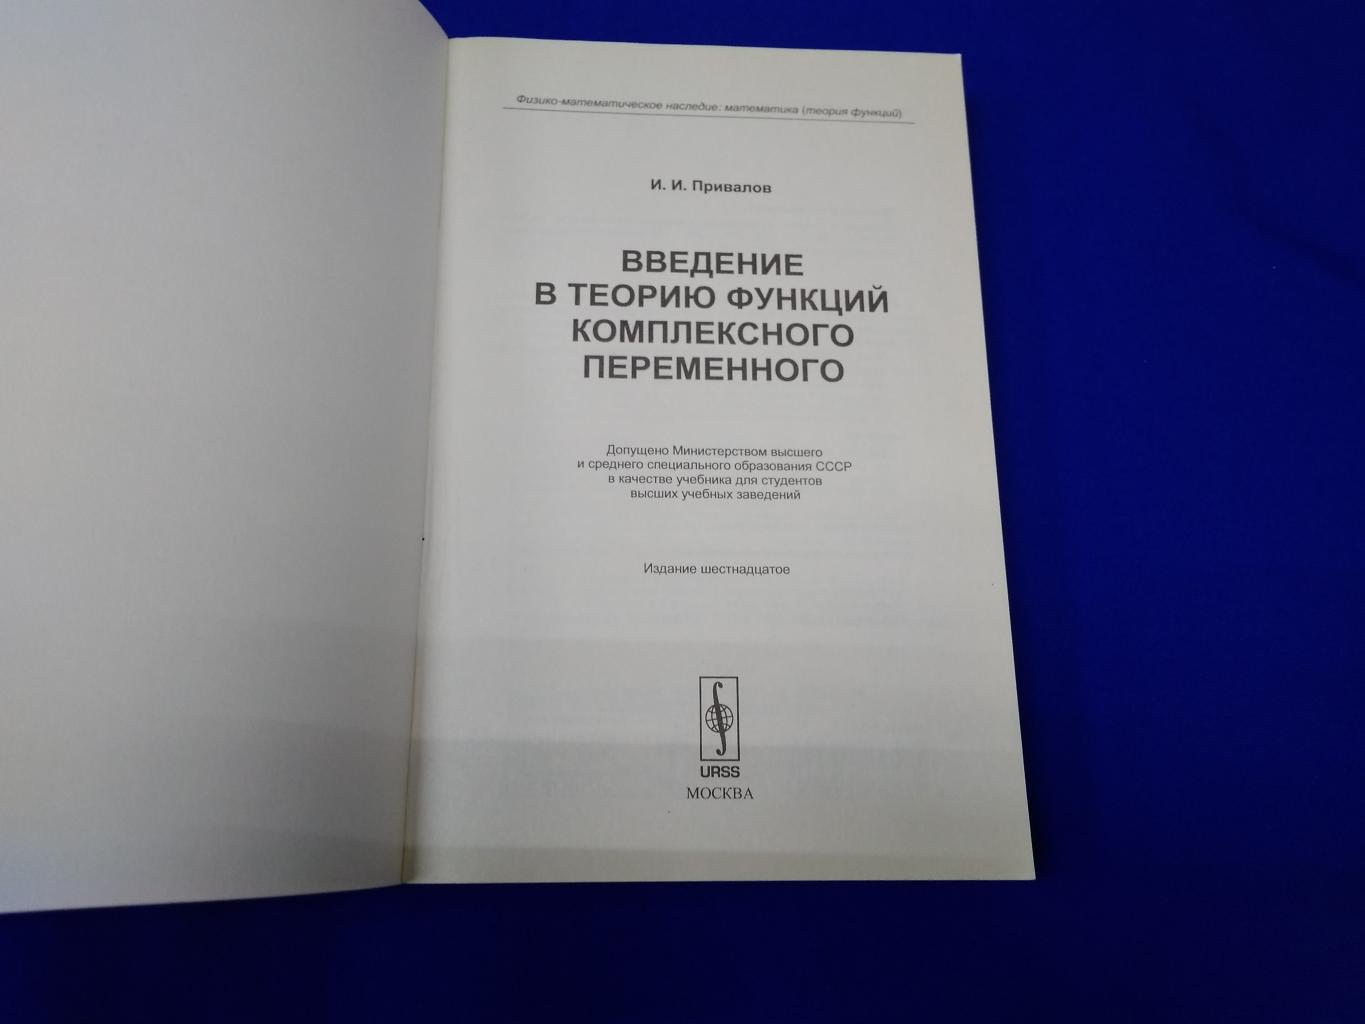 Физико-математическое наследие: математика (теория функций)
И. И. Привалов
ВВЕДЕНИЕ
В ТЕОРИЮ ФУНКЦИЙ
КОМПЛЕКСНОГО
ПЕРЕМЕННОГО
Допущено Министерством высшего
и среднего специального образования СССР
в качестве учебника для студентов
высших учебных заведений
Издание шестнадцатое
URSS
МОСКВА